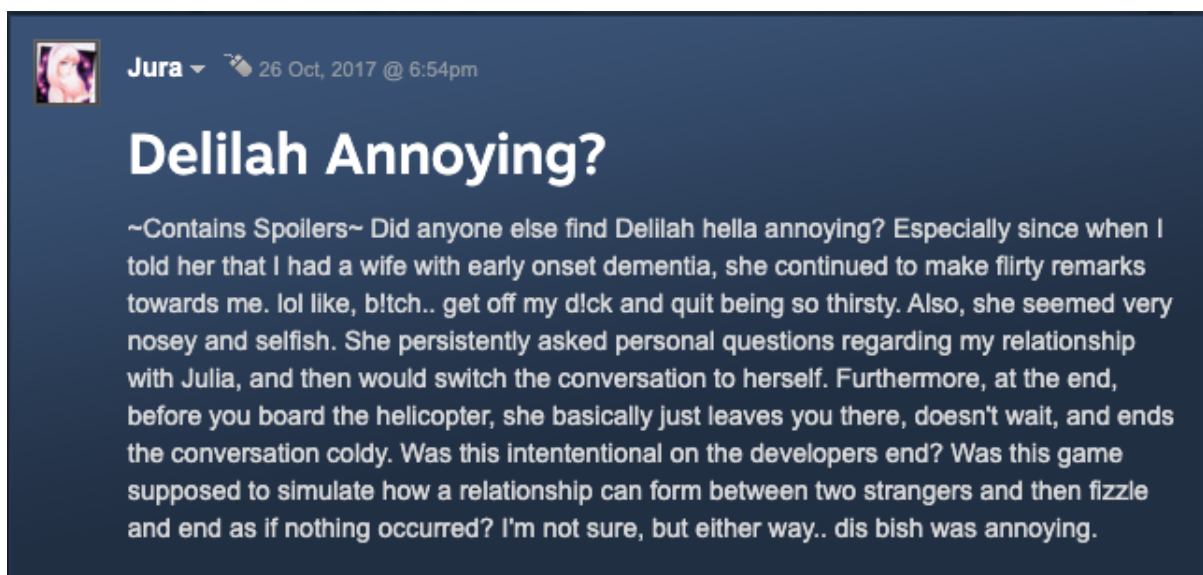 Jura 26 Oct, 2017 @ 6:54pm
Delilah Annoying?
~Contains Spoilers~ Did anyone else find Delilah hella annoying? Especially since when I
told her that I had a wife with early onset dementia, she continued to make flirty remarks
towards me. lol like, b!tch.. get off my d!ck and quit being so thirsty. Also, she seemed very
nosey and selfish. She persistently asked personal questions regarding my relationship
with Julia, and then would switch the conversation to herself. Furthermore, at the end,
before you board the helicopter, she basically just leaves you there, doesn't wait, and ends
the conversation coldy. Was this intententional on the developers end? Was this game
supposed to simulate how a relationship can form between two strangers and then fizzle
and end as if nothing occurred? I'm not sure, but either way.. dis bish was annoying.